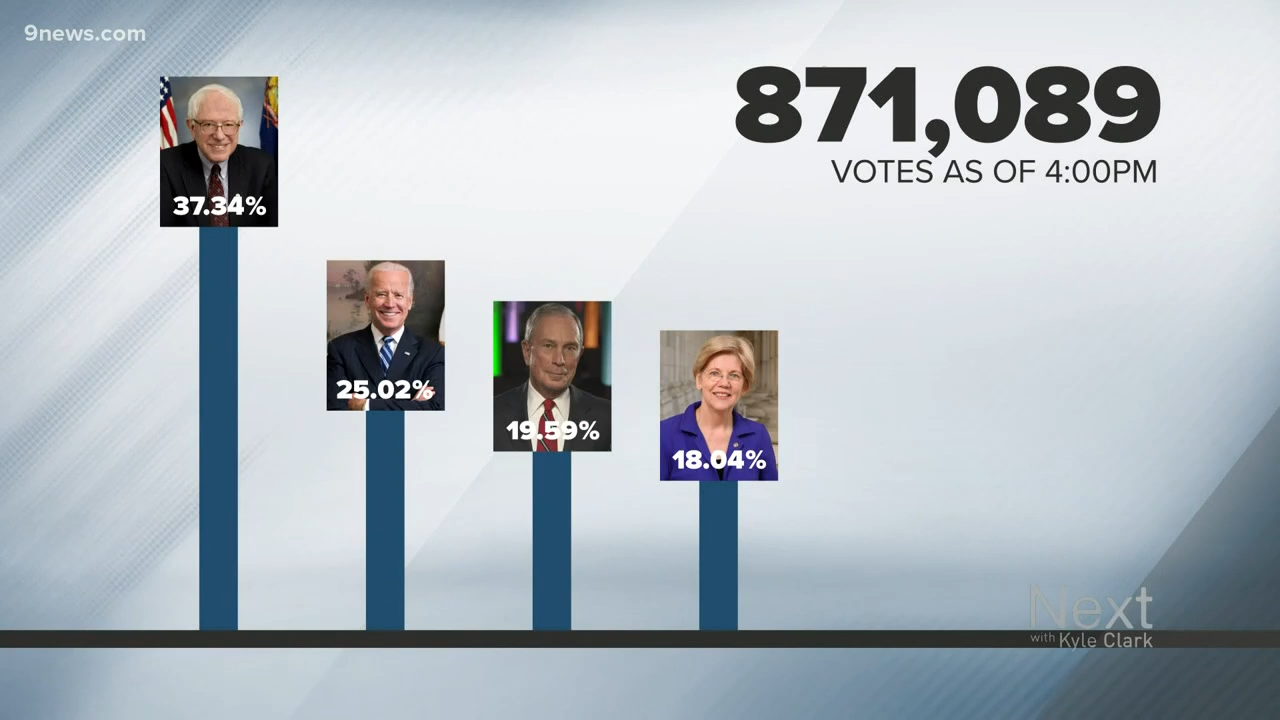 9news.com
871,089
VOTES AS OF 4:00PM
37.34%
25.02%
19.59%
18.04%
Next
with Kyle Clark